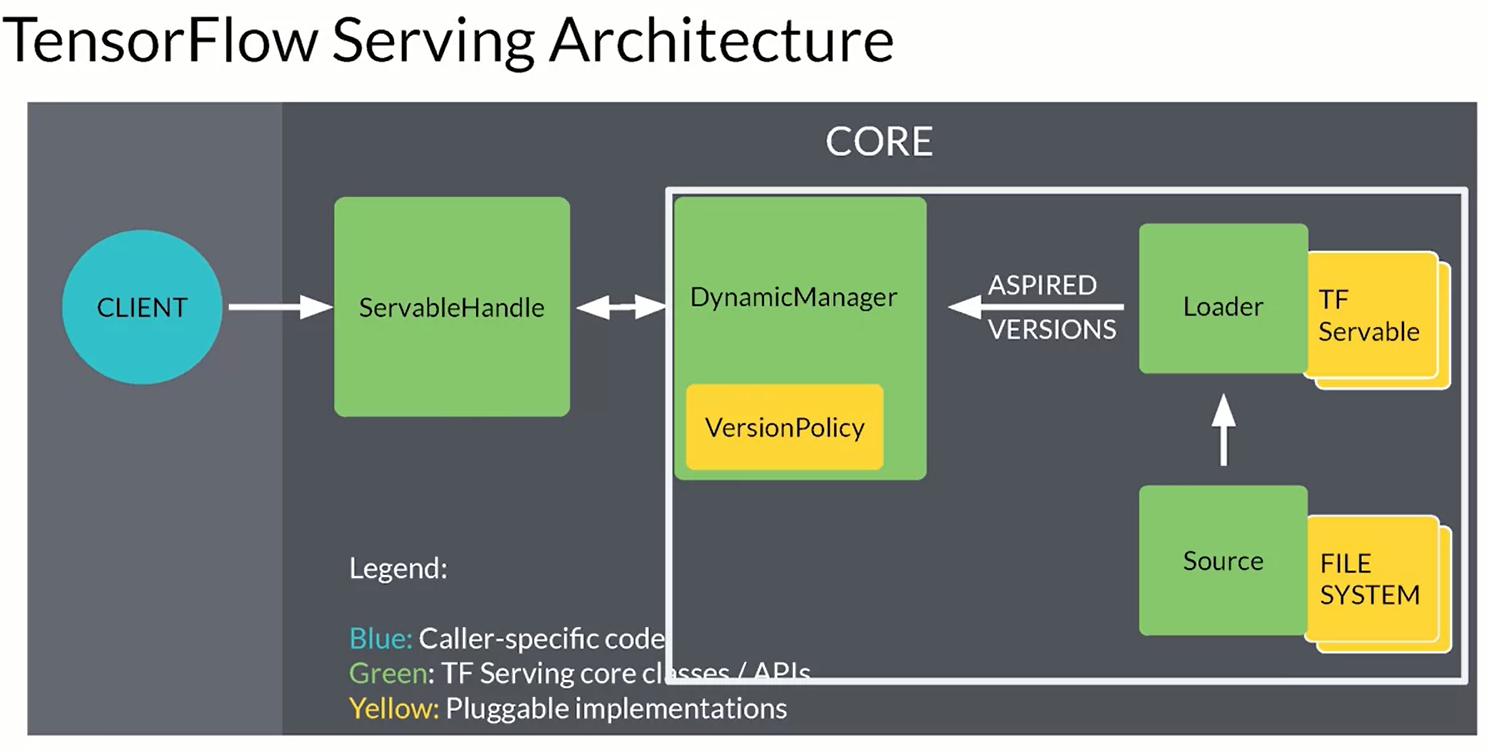 TensorFlow Serving Architecture
CORE
CLIENT
ServableHandle
DynamicManager
VersionPolicy
ASPIRED
VERSIONS
Loader
TF
Servable
Source
FILE
SYSTEM
Legend:
Blue: Caller-specific code
Green: TF Serving core classes / APIs
Yellow: Pluggable implementations